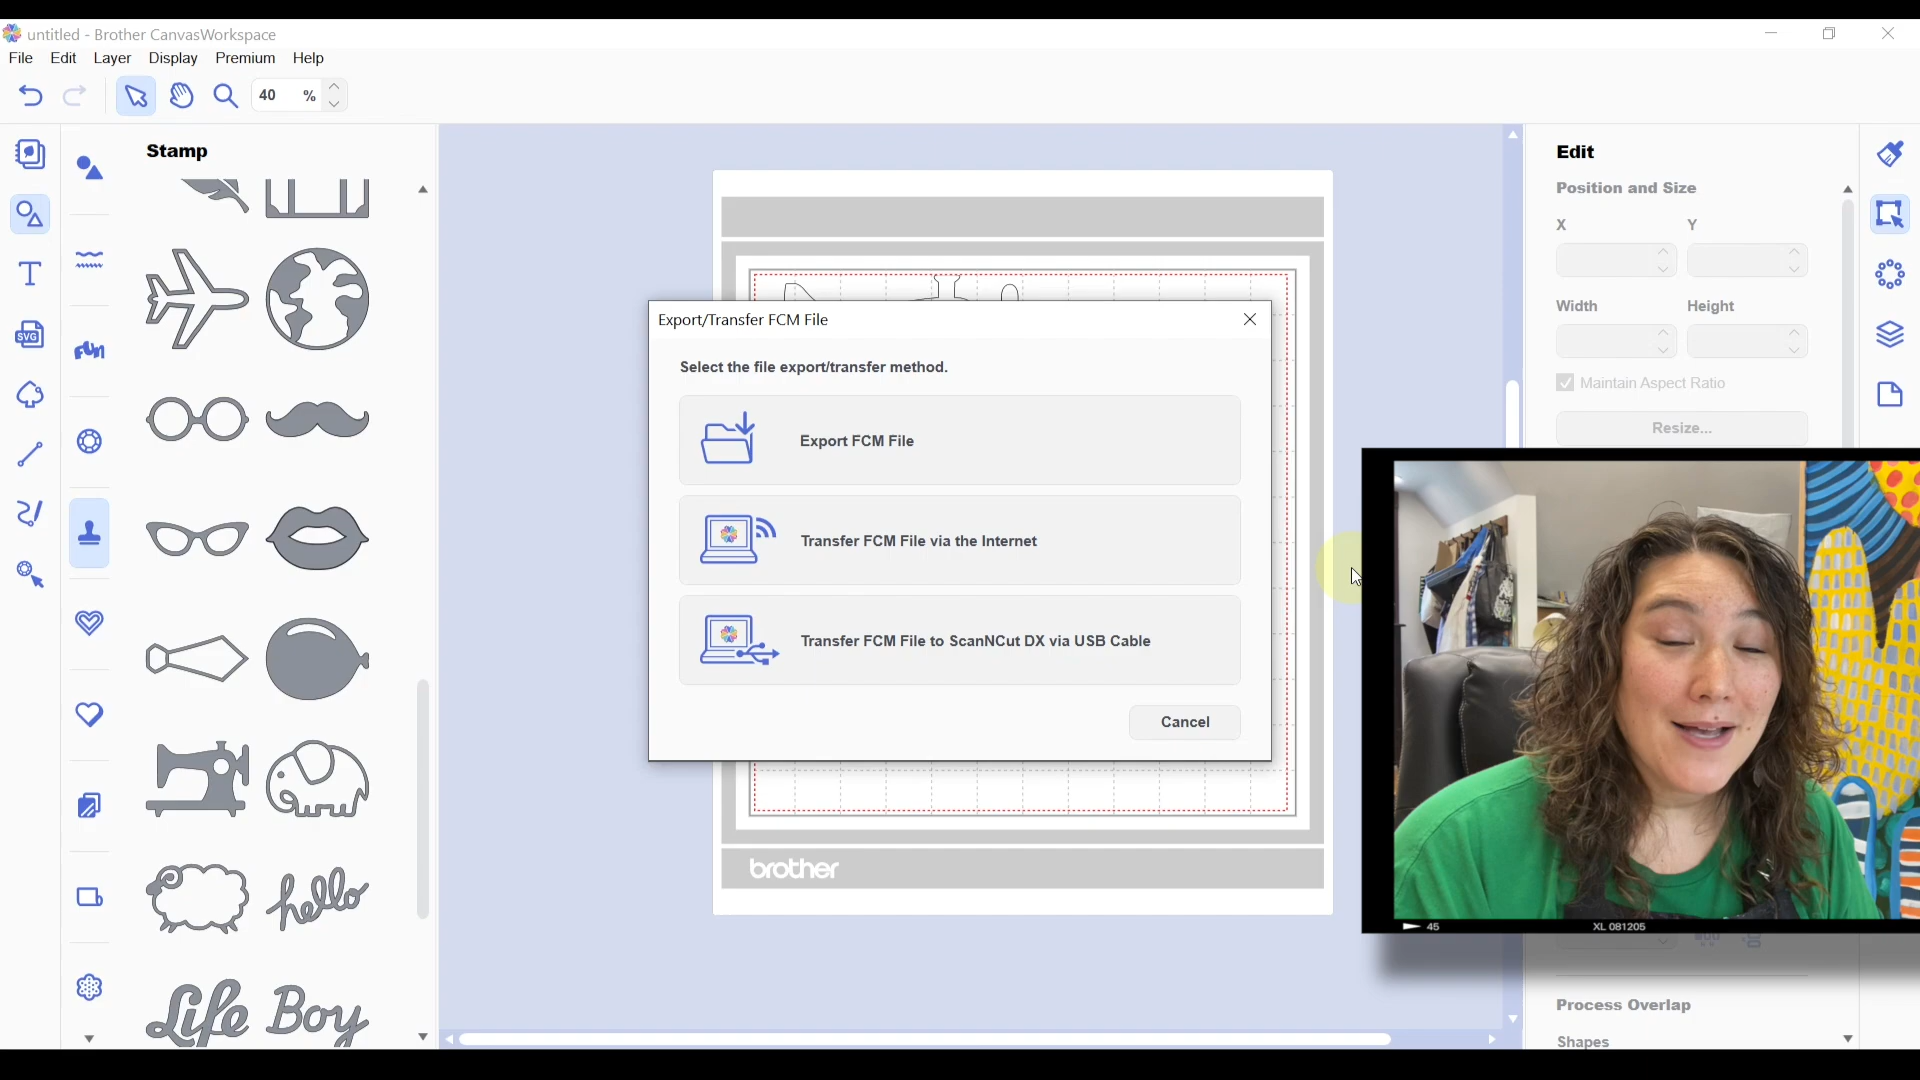 untitled - Brother CanvasWorkspace
File Edit Layer Display Premium Help
40 %
Stamp
SVG
T
Fun
hello
Life
Boy
brother
Export/Transfer FCM File
Select the file export/transfer method.
Export FCM File
Transfer FCM File via the Internet
Transfer FCM File to ScanNCut DX via USB Cable
Cancel
Edit
Position and Size
X Y
Width Height
Maintain Aspect Ratio
Resize...
45 XL 081205
Process Overlap
Shapes